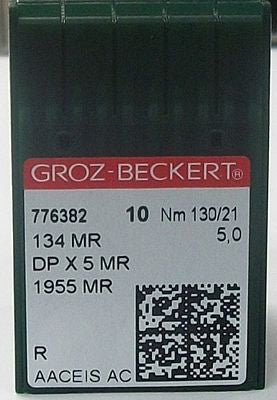 GROZ-BECKERT®
776382 10 Nm 130/21
134 MR 5,0
DP X 5 MR
1955 MR
R
AACEIS AC